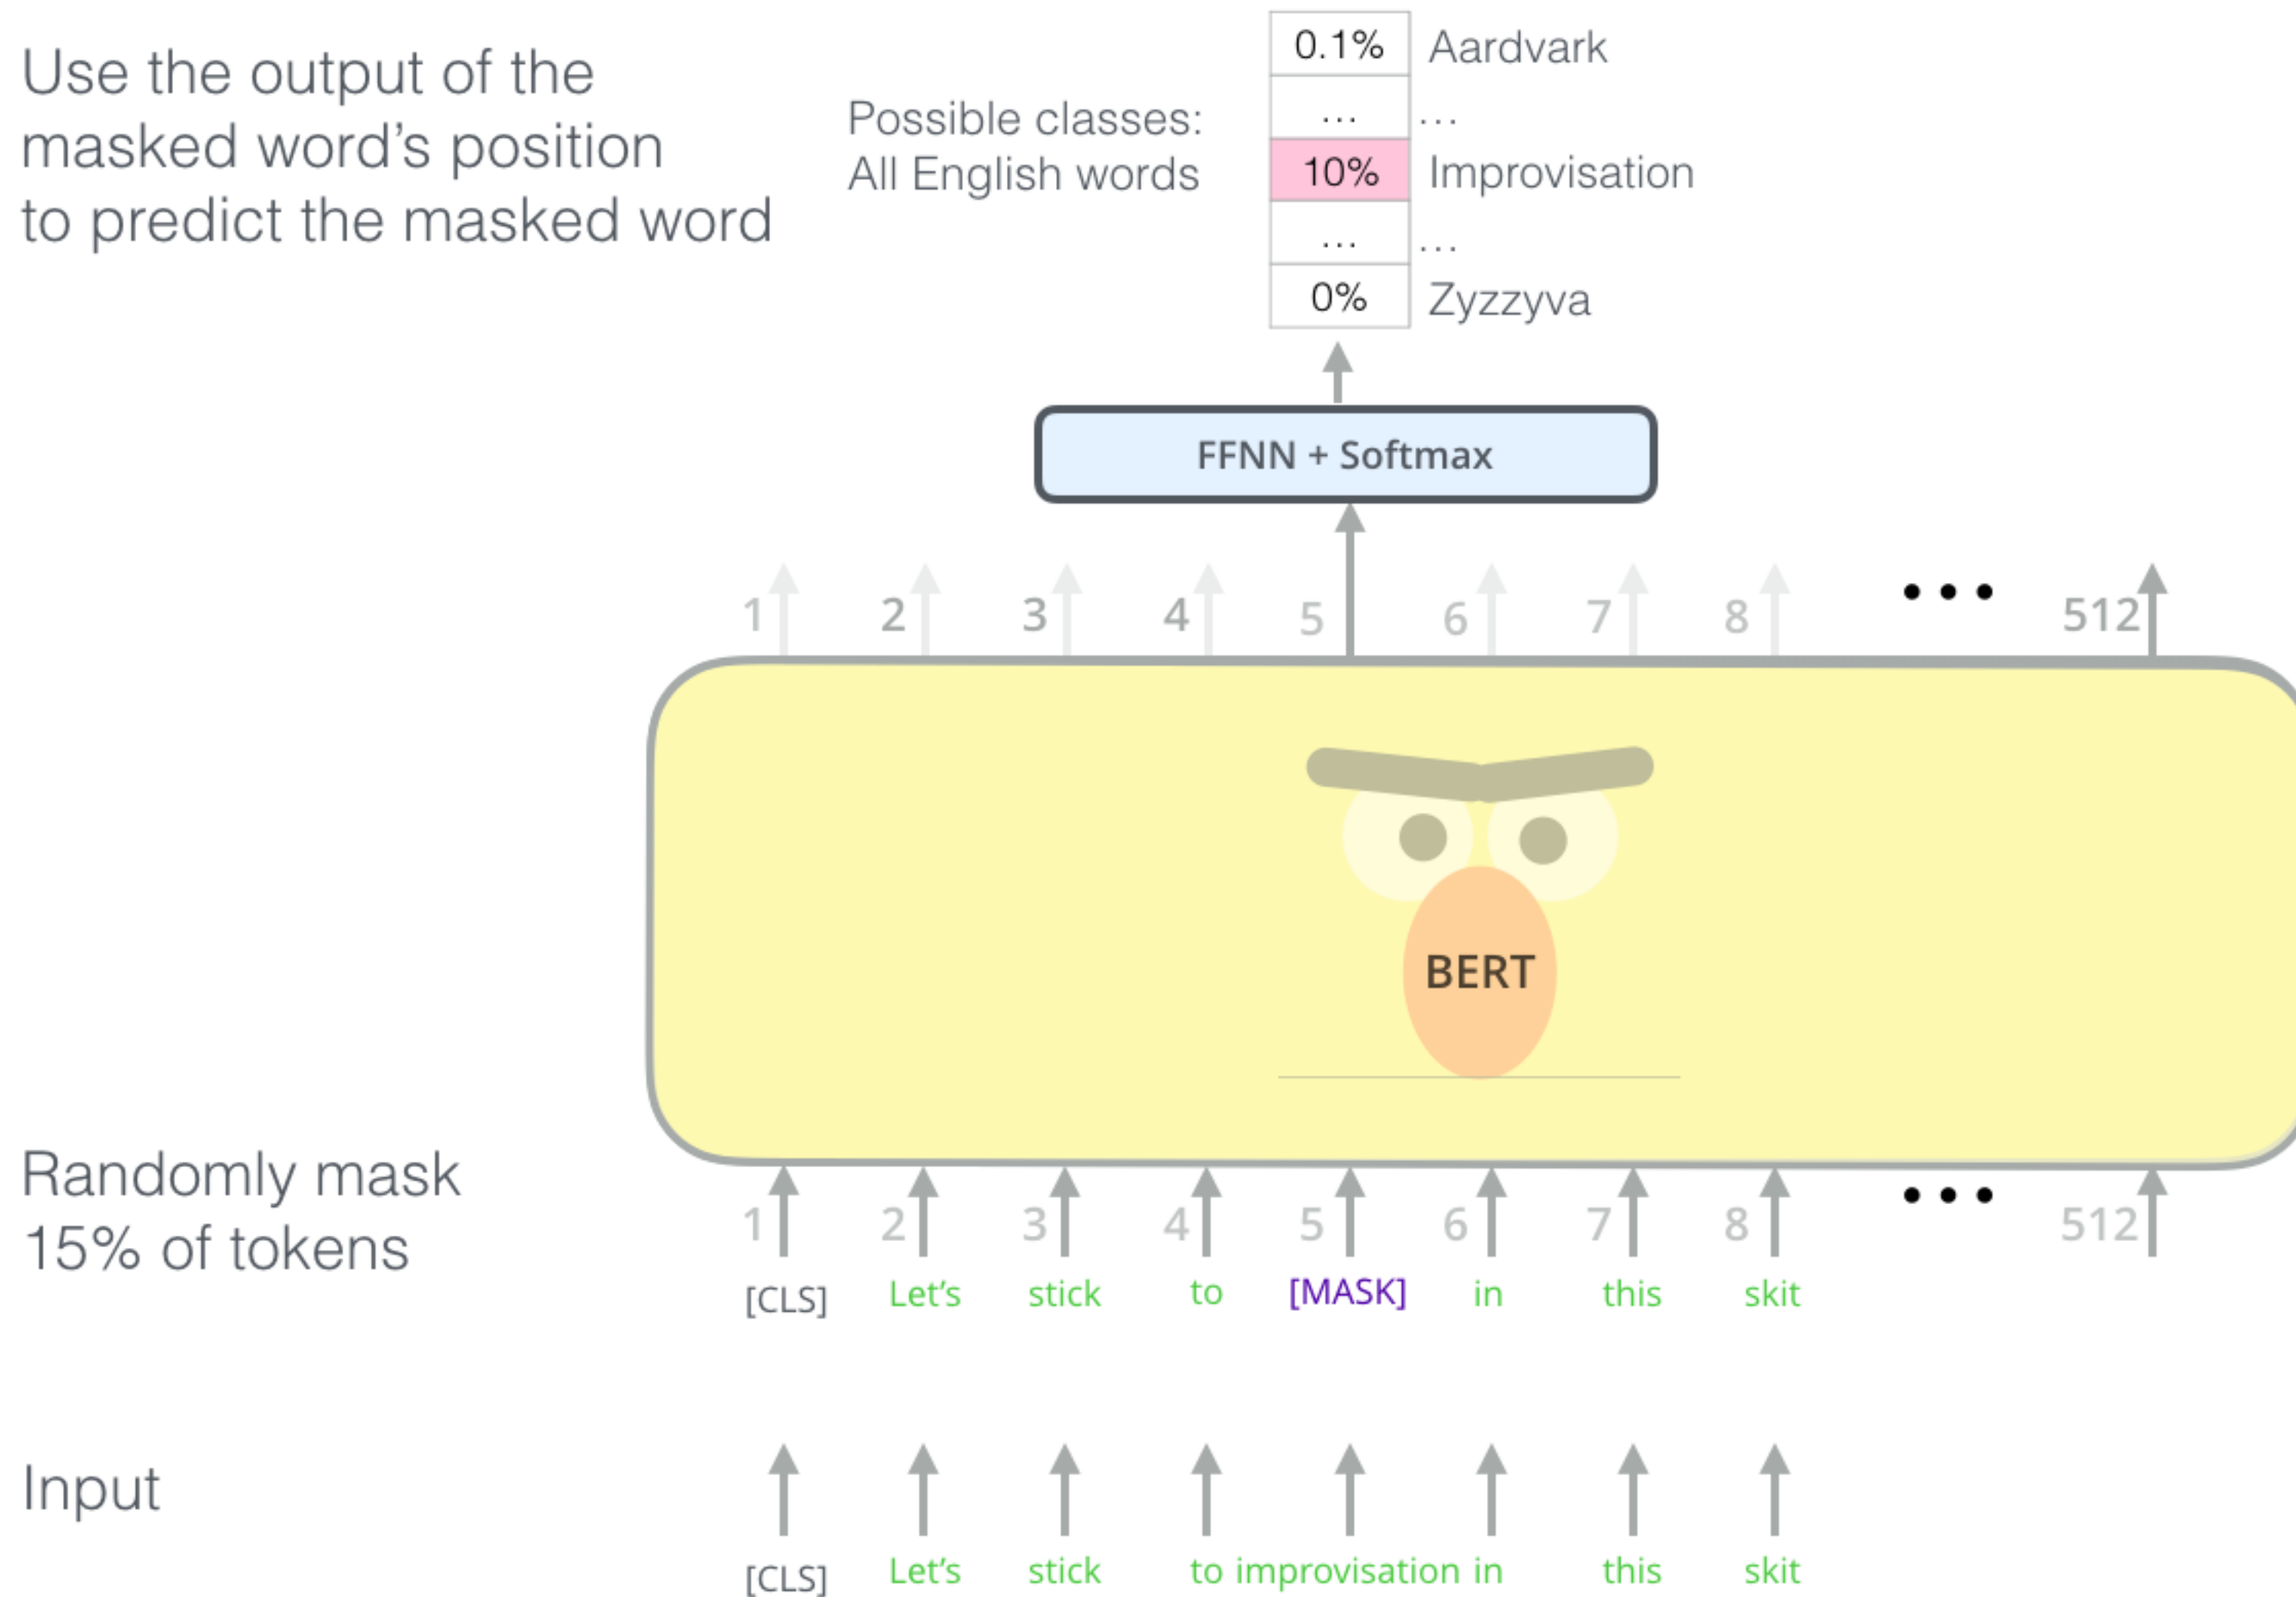 Use the output of the
masked word’s position
to predict the masked word
Possible classes:
All English words
0.1% Aardvark
... ...
10% Improvisation
... ...
0% Zyzzyva
FFNN + Softmax
1 2 3 4 5 6 7 8 ••• 512
BERT
Randomly mask
15% of tokens
1 2 3 4 5 6 7 8 ••• 512
[CLS] Let’s stick to [MASK] in this skit
Input
[CLS] Let’s stick to improvisation in this skit